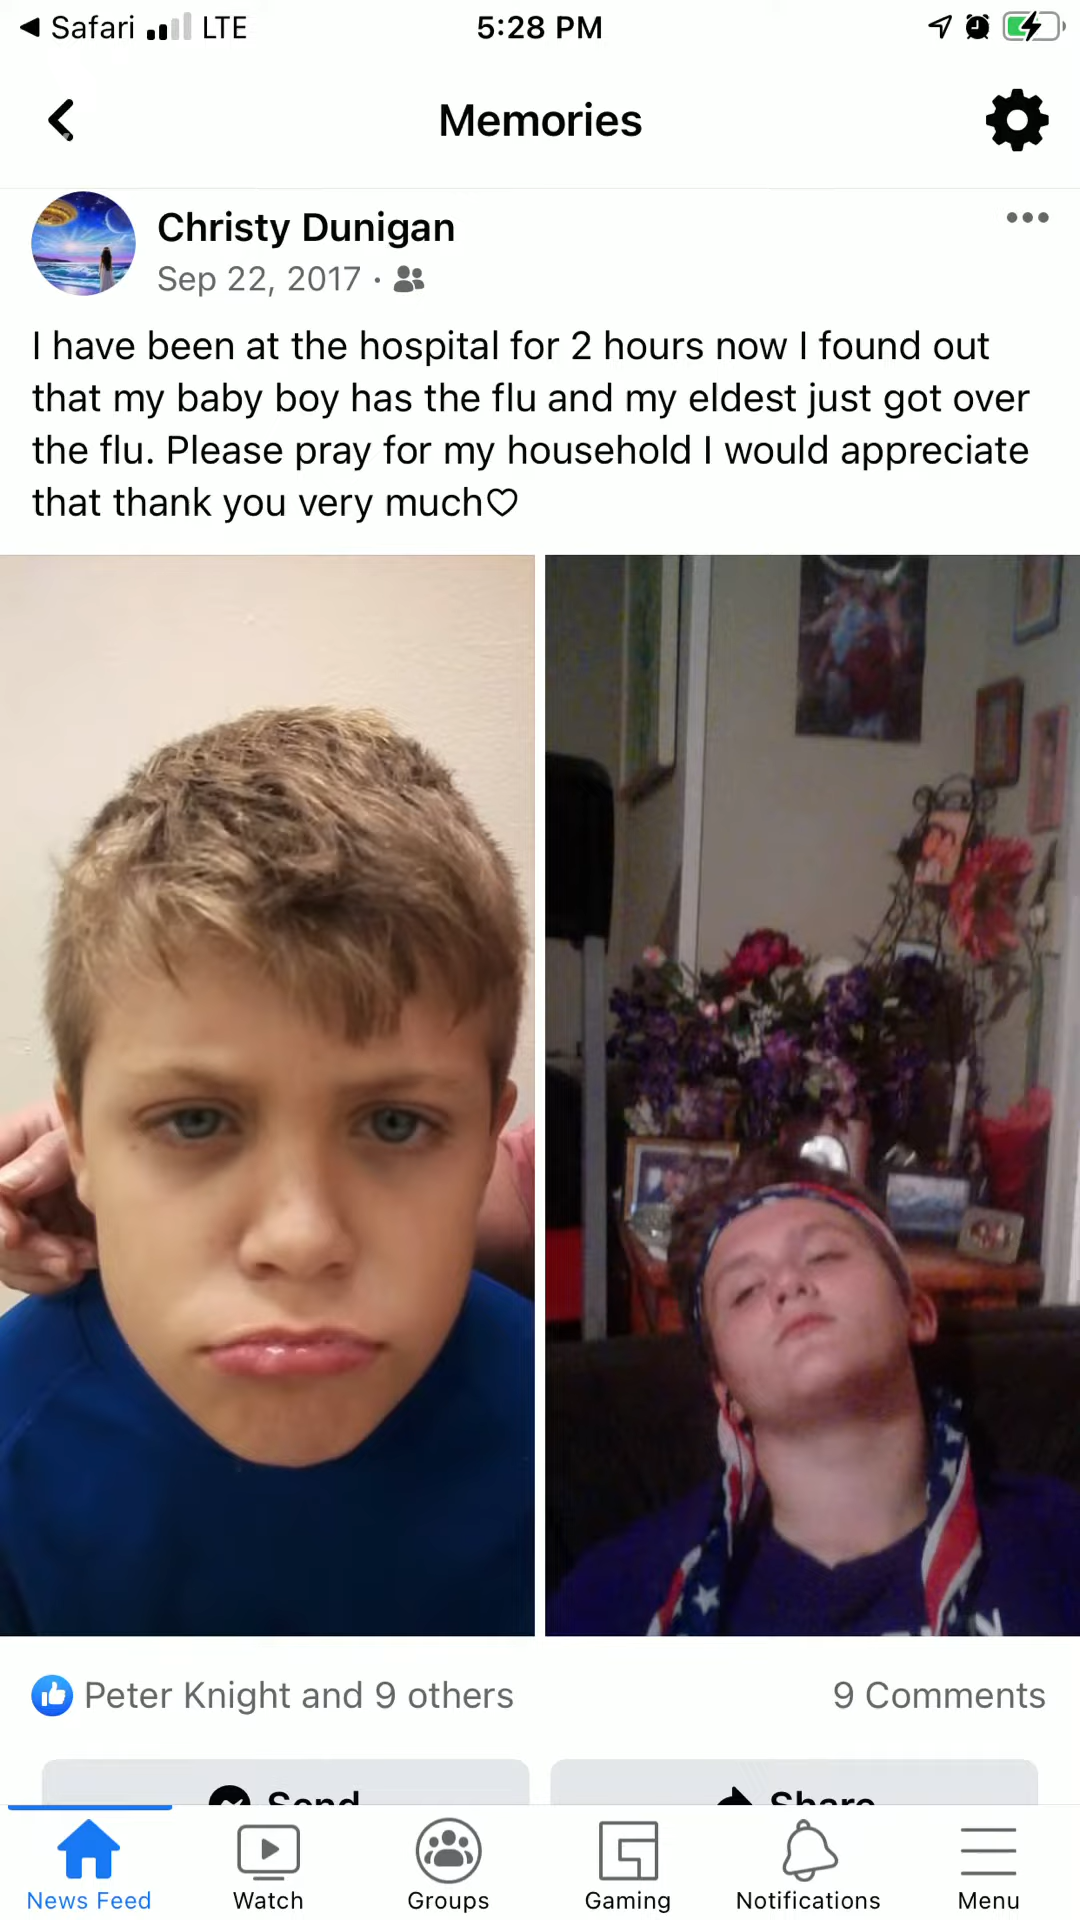 Safari LTE 5:28 PM
Memories
Christy Dunigan
Sep 22, 2017 ·
I have been at the hospital for 2 hours now I found out
that my baby boy has the flu and my eldest just got over
the flu. Please pray for my household I would appreciate
that thank you very much♡
Peter Knight and 9 others 9 Comments
Send Share
News Feed Watch Groups Gaming Notifications Menu